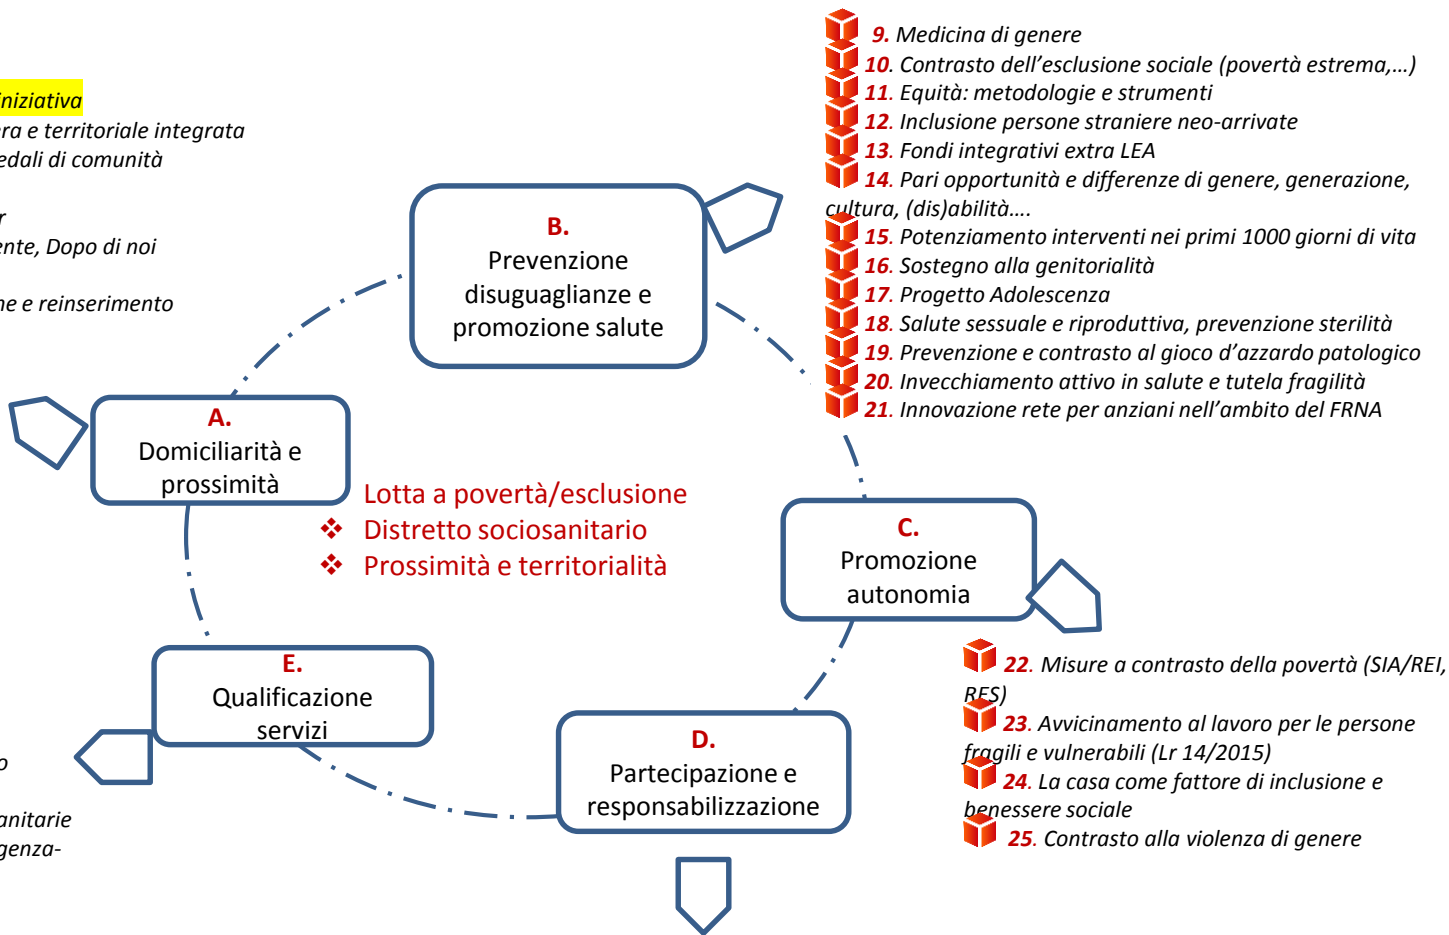 iniziativa
era e territoriale integrata
edali di comunità
r
ente, Dopo di noi
ne e reinserimento
9. Medicina di genere
10. Contrasto dell'esclusione sociale (povertà estrema,...)
11. Equità: metodologie e strumenti
12. Inclusione persone straniere neo-arrivate
13. Fondi integrativi extra LEA
14. Pari opportunità e differenze di genere, generazione,
cultura, (dis)abilità....
15. Potenziamento interventi nei primi 1000 giorni di vita
16. Sostegno alla genitorialità
17. Progetto Adolescenza
18. Salute sessuale e riproduttiva, prevenzione sterilità
19. Prevenzione e contrasto al gioco d'azzardo patologico
20. Invecchiamento attivo in salute e tutela fragilità
21. Innovazione rete per anziani nell'ambito del FRNA
B.
Prevenzione
disuguaglianze e
promozione salute
A.
Domiciliarità e
prossimità
Lotta a povertà/esclusione
❖ Distretto sociosanitario
❖ Prossimità e territorialità
C.
Promozione
autonomia
E.
Qualificazione
servizi
D.
Partecipazione e
responsabilizzazione
22. Misure a contrasto della povertà (SIA/REI,
RES)
23. Avvicinamento al lavoro per le persone
fragili e vulnerabili (Lr 14/2015)
24. La casa come fattore di inclusione e
benessere sociale
25. Contrasto alla violenza di genere
o
anitarie
genza-